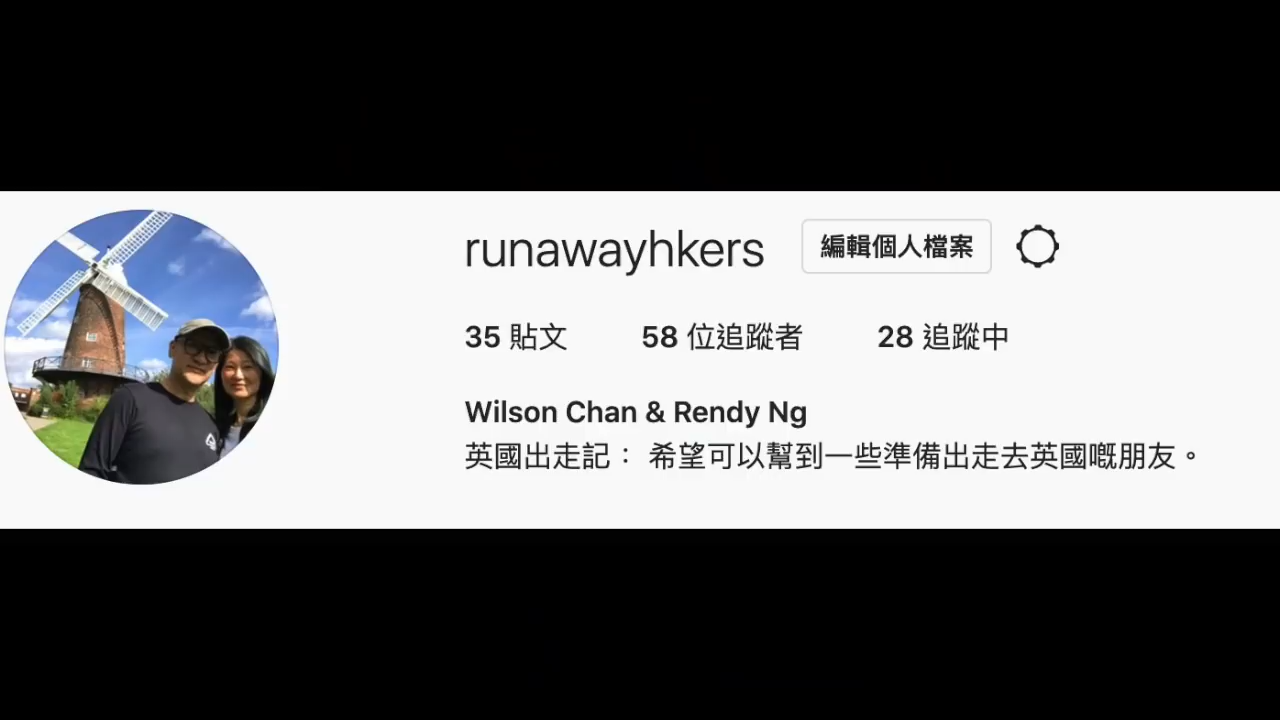 runawayhkers 編輯個人檔案
35 貼文 58 位追蹤者 28 追蹤中
Wilson Chan & Rendy Ng
英國出走記： 希望可以幫到一些準備出走去英國嘅朋友。